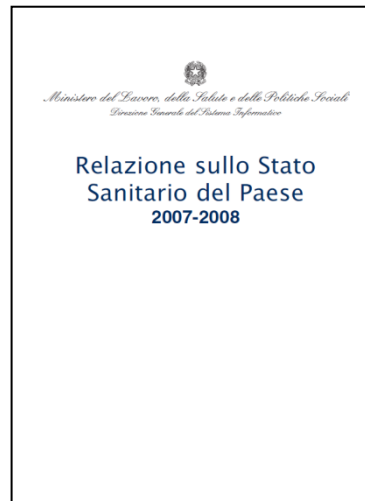 Ministero del Lavoro, della Salute e delle Politiche Sociali
Direzione Generale del Sistema Informativo
Relazione sullo Stato
Sanitario del Paese
2007-2008